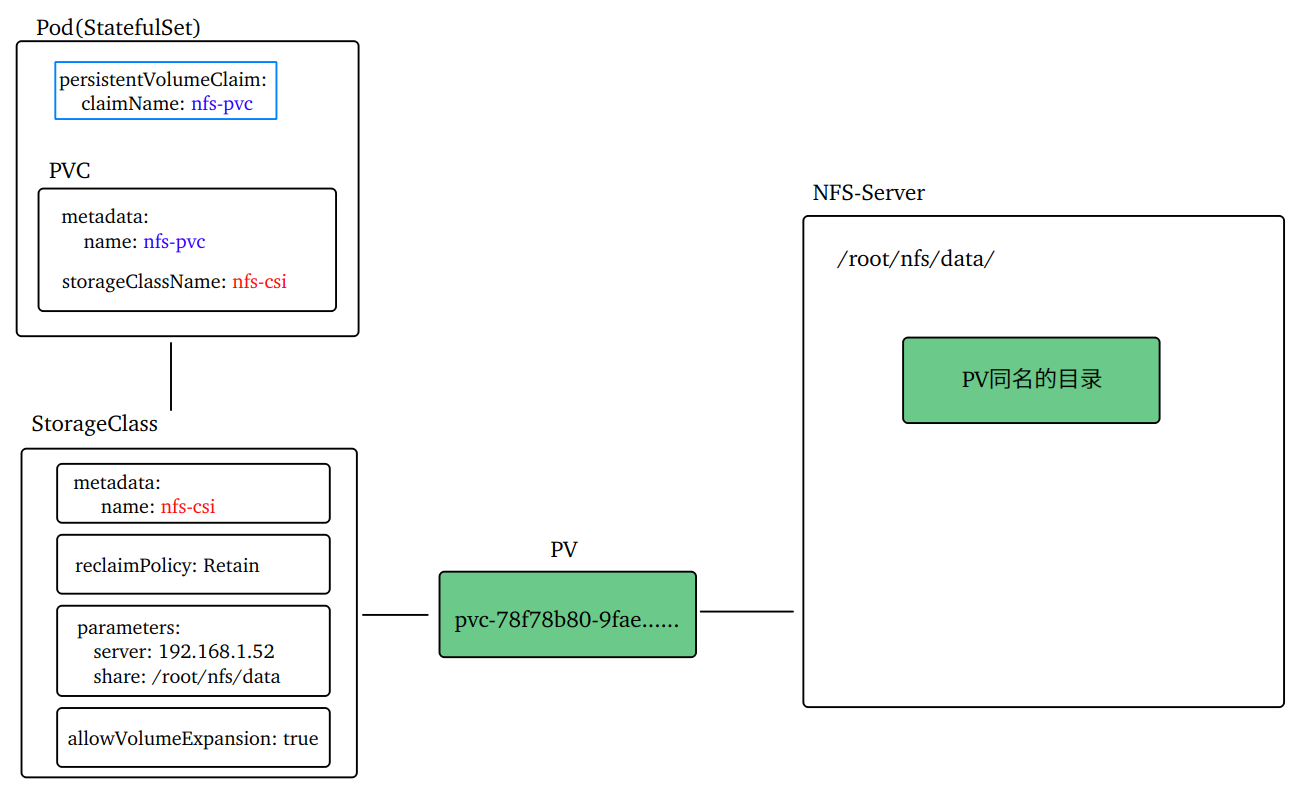 Pod(StatefulSet)
persistentVolumeClaim:
claimName: nfs-pvc
PVC
metadata:
name: nfs-pvc
storageClassName: nfs-csi
StorageClass
metadata:
name: nfs-csi
reclaimPolicy: Retain
parameters:
server: 192.168.1.52
share: /root/nfs/data
allowVolumeExpansion: true
PV
pvc-78f78b80-9fae......
NFS-Server
/root/nfs/data/
PV同名的目录